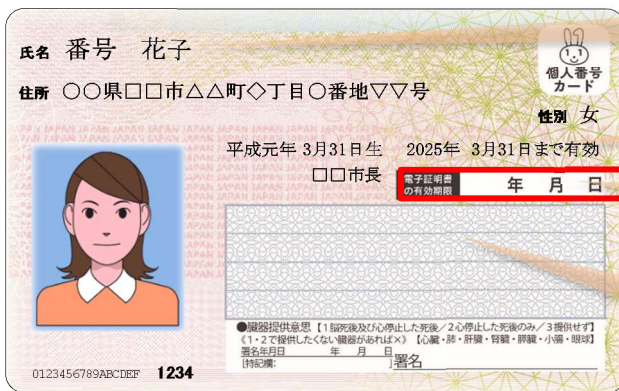 氏名 番号 花子
個人番号
カード
住所 〇〇県□□市△△町◇丁目〇番地▽▽号
性別 女
平成元年 3月31日生 2025年 3月31日まで有効
□□市長
電子証明書
の有効期限 年 月 日
●臓器提供意思【1脳死後及び心停止した死後/2心停止した死後のみ/3提供せず】
《1・2で提供したくない臓器があれば×》【心臓・肺・肝臓・腎臓・膵臓・小腸・眼球】
署名年月日 年 月 日
[特記欄: ]署名
0123456789ABCDEF 1234